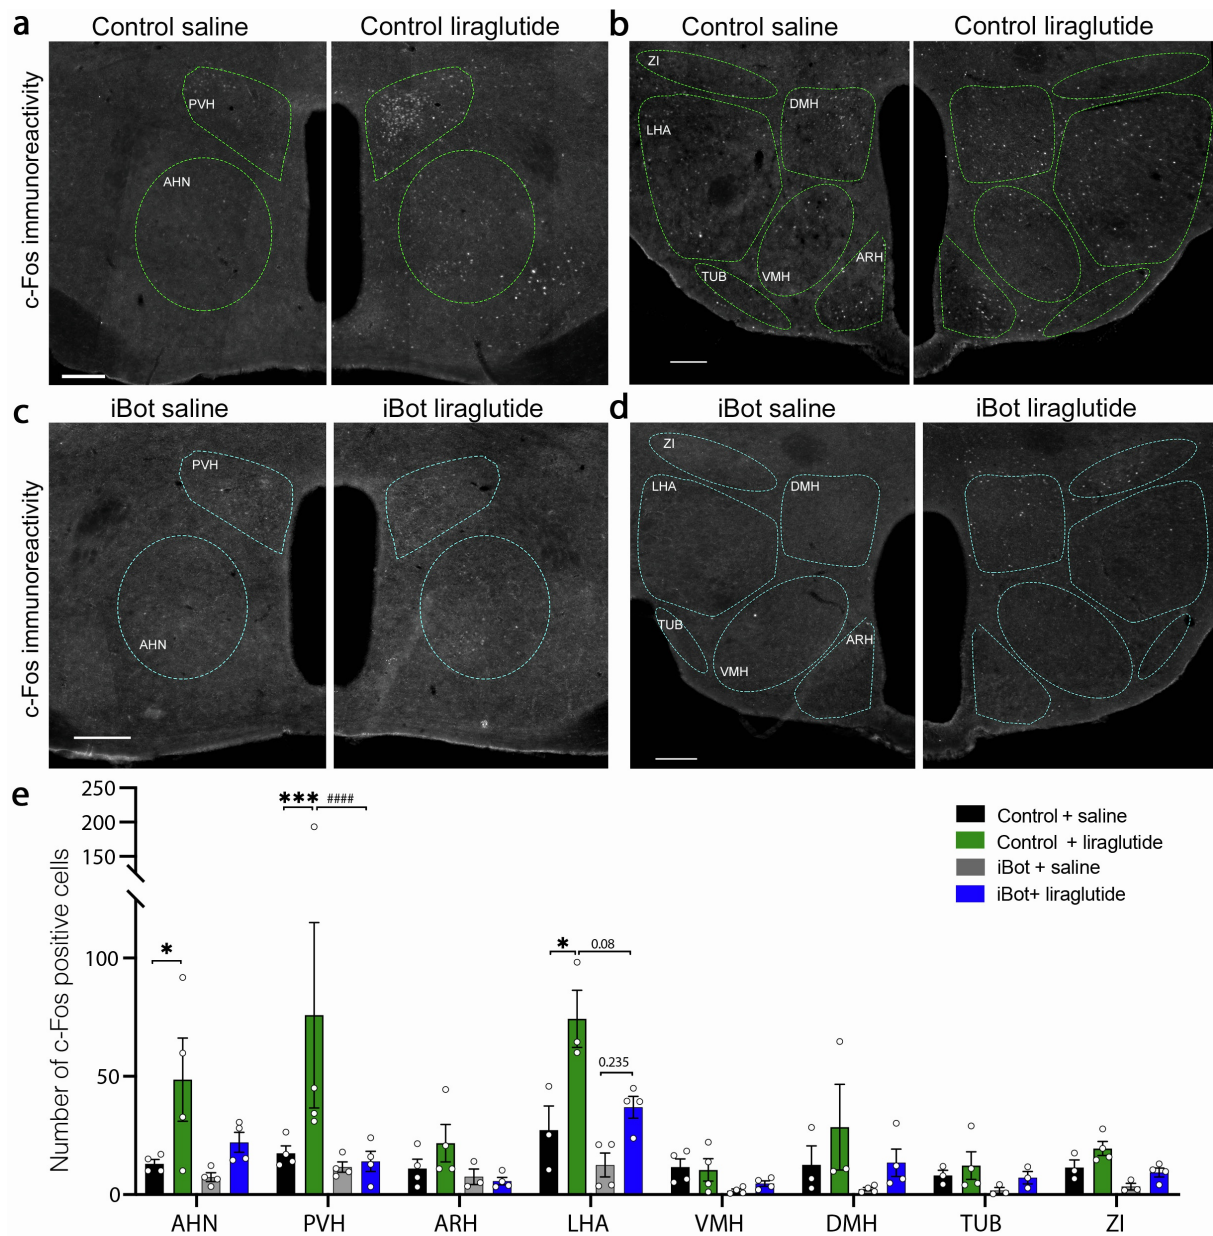 a
Control saline
Control liraglutide
b
Control saline
Control liraglutide
c-Fos immunoreactivity
PVH
AHN
ZI
DMH
LHA
ARH
TUB
VMH
c
iBot saline
iBot liraglutide
d
iBot saline
iBot liraglutide
c-Fos immunoreactivity
PVH
AHN
ZI
LHA
DMH
TUB
ARH
VMH
e
Number of c-Fos positive cells
250
200
150
100
50
0
*
*** ####
* 0.08
0.235
Control + saline
Control + liraglutide
iBot + saline
iBot+ liraglutide
AHN PVH ARH LHA VMH DMH TUB ZI